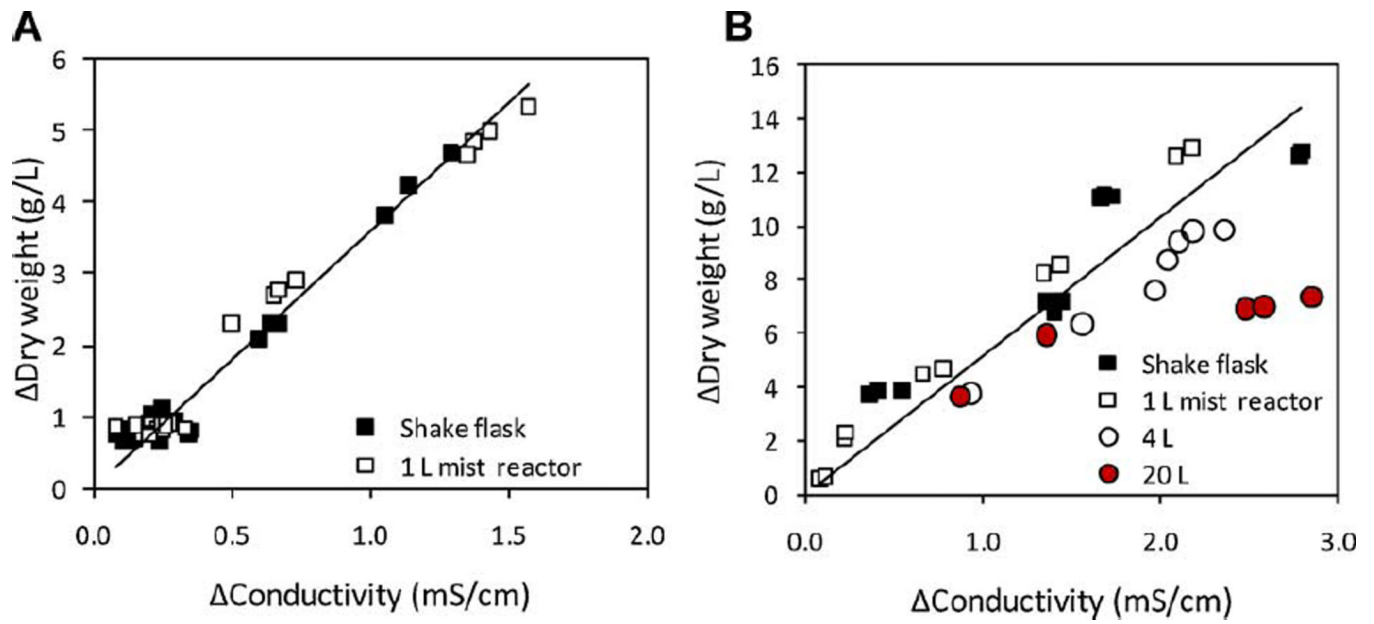 A
6
5
4
3
2
1
0
ΔDry weight (g/L)
Shake flask
1 L mist reactor
0.0 0.5 1.0 1.5 2.0
ΔConductivity (mS/cm)
B
16
14
12
10
8
6
4
2
0
ΔDry weight (g/L)
Shake flask
1 L mist reactor
4 L
20 L
0.0 1.0 2.0 3.0
ΔConductivity (mS/cm)